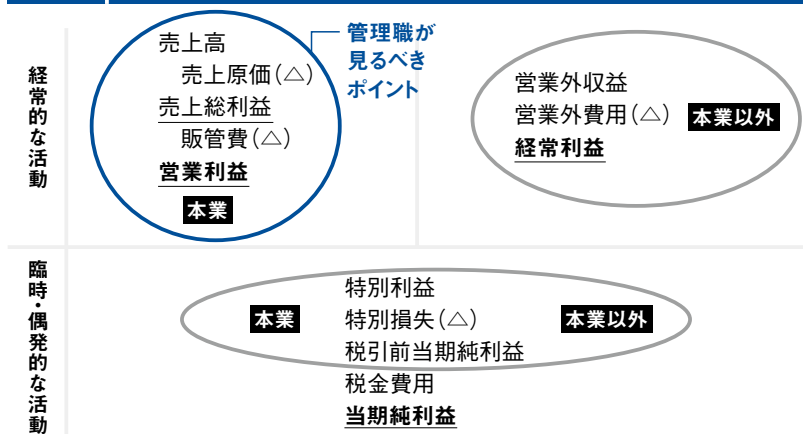 経常的な活動
売上高
売上原価(△)
売上総利益
販管費(△)
営業利益
本業
管理職が
見るべき
ポイント
営業外収益
営業外費用(△)
経常利益
本業以外
臨時・偶発的な活動
本業
特別利益
特別損失(△)
税引前当期純利益
本業以外
税金費用
当期純利益